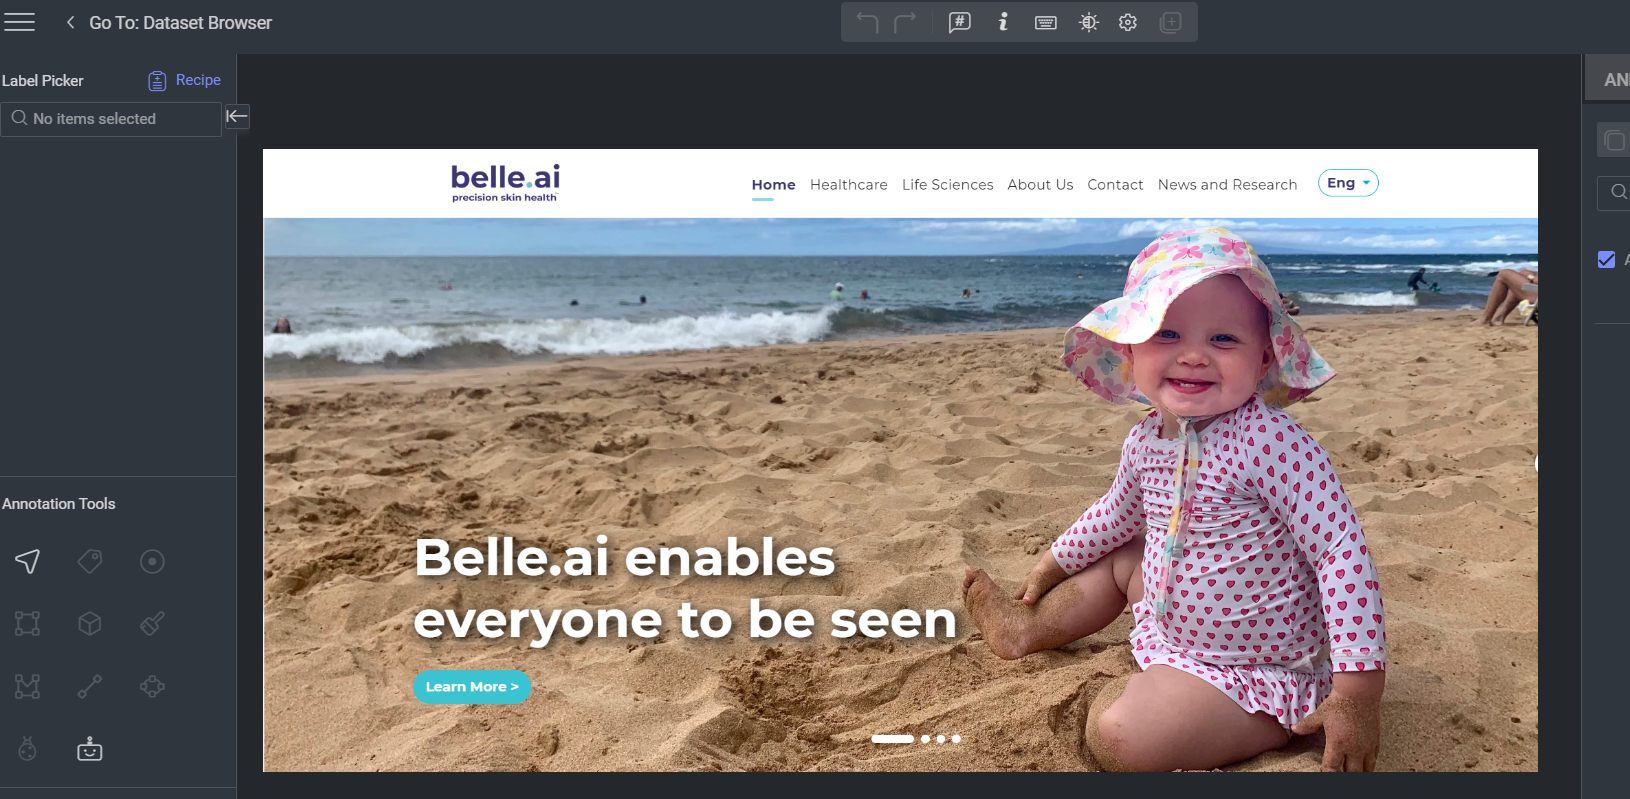 Go To: Dataset Browser
Label Picker
Recipe
No items selected
belle.ai
precision skin health
Home Healthcare Life Sciences About Us Contact News and Research Eng
Belle.ai enables
everyone to be seen
Learn More >
Annotation Tools